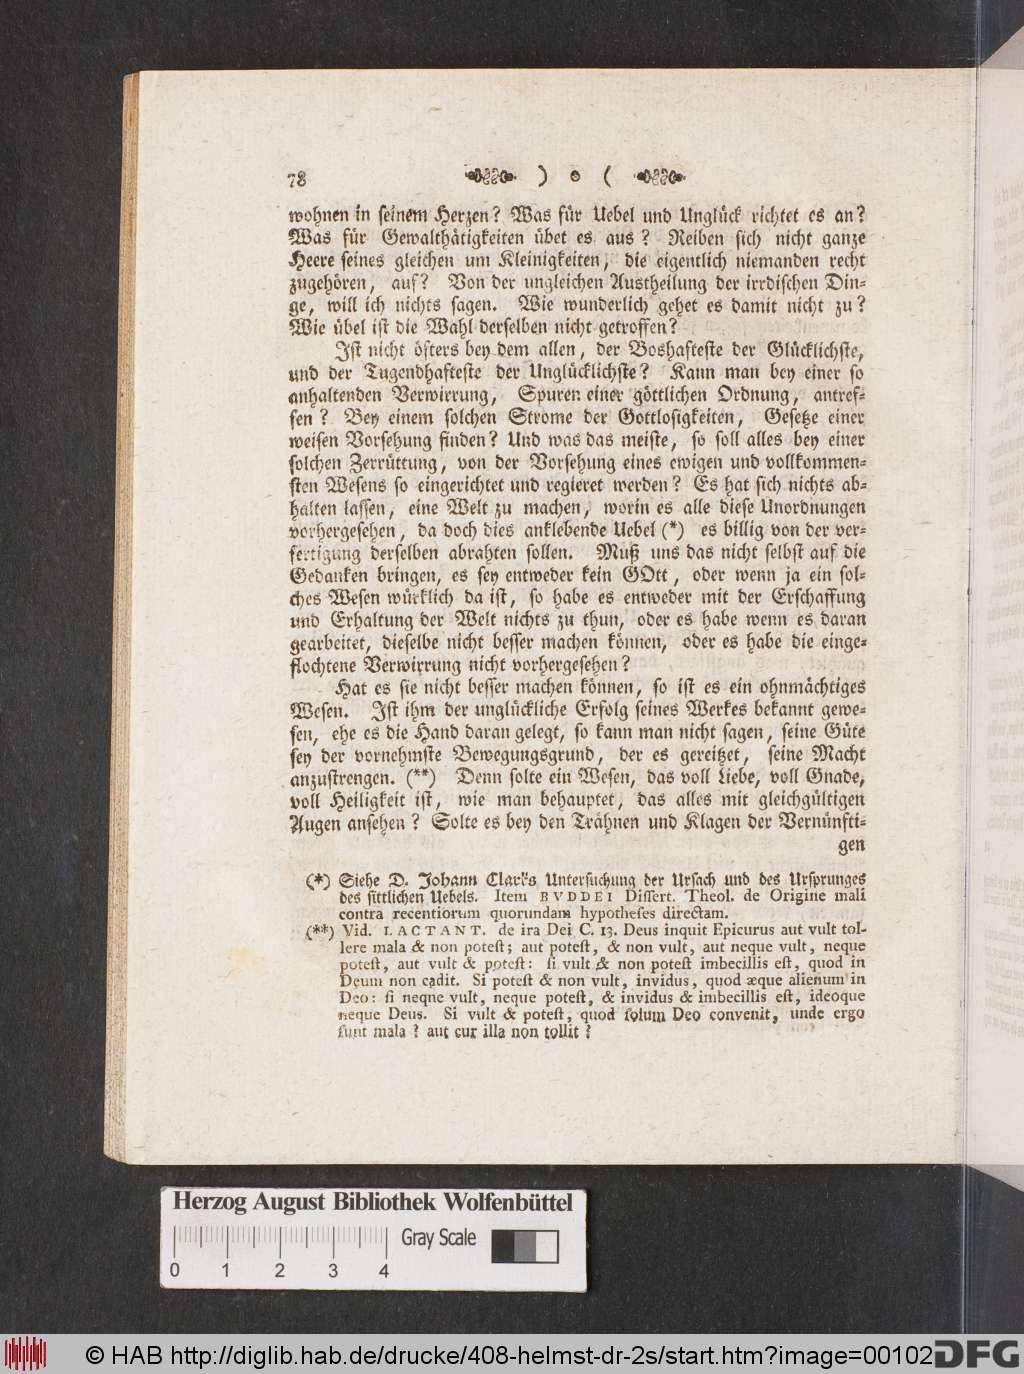 78 ) o (
wohnen in seinem Herzen? Was für Uebel und Unglück richtet es an?
Was für Gewalthätigkeiten übet es aus? Reiben sich nicht ganze
Heere seines gleichen um Kleinigkeiten, die eigentlich niemanden recht
zugehören, auf? Von der ungleichen Austheilung der irrdischen Din-
ge, will ich nichts sagen. Wie wunderlich gehet es damit nicht zu?
Wie übel ist die Wahl derselben nicht getroffen?
Ist nicht öfters bey dem allen, der Boshafteste der Glücklichste,
und der Tugendhafteste der Unglücklichste? Kann man bey einer so
anhaltenden Verwirrung, Spuren einer göttlichen Ordnung, antref-
fen? Bey einem solchen Strome der Gottlosigkeiten, Gesetze einer
weisen Vorsehung finden? Und was das meiste, so soll alles bey einer
solchen Zerrüttung, von der Vorsehung eines ewigen und vollkommen-
sten Wesens so eingerichtet und regieret werden? Es hat sich nichts ab-
halten lassen, eine Welt zu machen, worin es alle diese Unordnungen
vorhergesehen, da doch dies anklebende Uebel (*) es billig von der ver-
fertigung derselben abrahten sollen. Muß uns das nicht selbst auf die
Gedanken bringen, es sey entweder kein GOtt, oder wenn ja ein sol-
ches Wesen würklich da ist, so habe es entweder mit der Erschaffung
und Erhaltung der Welt nichts zu thun, oder es habe wenn es daran
gearbeitet, dieselbe nicht besser machen können, oder es habe die einge-
flochtene Verwirrung nicht vorhergesehen?
Hat es sie nicht besser machen können, so ist es ein ohnmächtiges
Wesen. Ist ihm der unglückliche Erfolg seines Werkes bekannt gewe-
sen, ehe es die Hand daran gelegt, so kann man nicht sagen, seine Güte
sey der vornehmste Bewegungsgrund, der es gereitzet, seine Macht
anzustrengen. (**) Denn solte ein Wesen, das voll Liebe, voll Gnade,
voll Heiligkeit ist, wie man behauptet, das alles mit gleichgültigen
Augen ansehen? Solte es bey den Trähnen und Klagen der Vernünfti-
gen
(*) Siehe D. Johann Clarks Untersuchung der Ursach und des Ursprunges
des sittlichen Uebels. Item BVDDEI Dissert. Theol. de Origine mali
contra recentiorum quorundam hypotheses directam.
(**) Vid. LACTANT. de ira Dei C. 13. Deus inquit Epicurus aut vult tol-
lere mala & non potest; aut potest, & non vult, aut neque vult, neque
potest, aut vult & potest: si vult & non potest imbecillis est, quod in
Deum non cadit. Si potest & non vult, invidus, quod æque alienum in
Deo: si neque vult, neque potest, & invidus & imbecillis est, ideoque
neque Deus. Si vult & potest, quod solum Deo convenit, unde ergo
sunt mala? aut cur illa non tollit?
Herzog August Bibliothek Wolfenbüttel
Gray Scale
0 1 2 3 4
© HAB http://diglib.hab.de/drucke/408-helmst-dr-2s/start.htm?image=00102
DFG